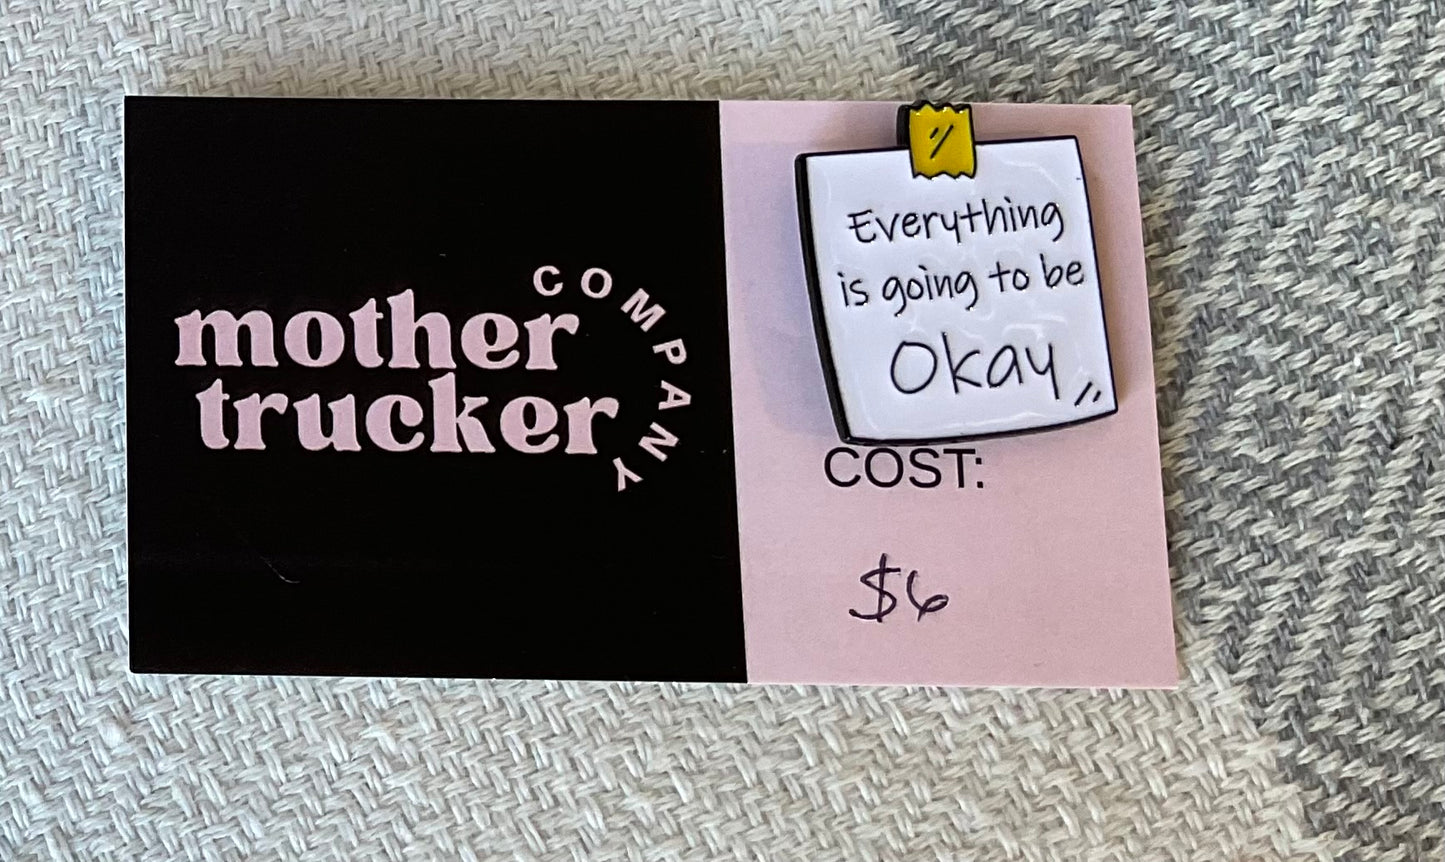 mother
trucker
COMPANY
Everything
is going to be
Okay
COST:
$6